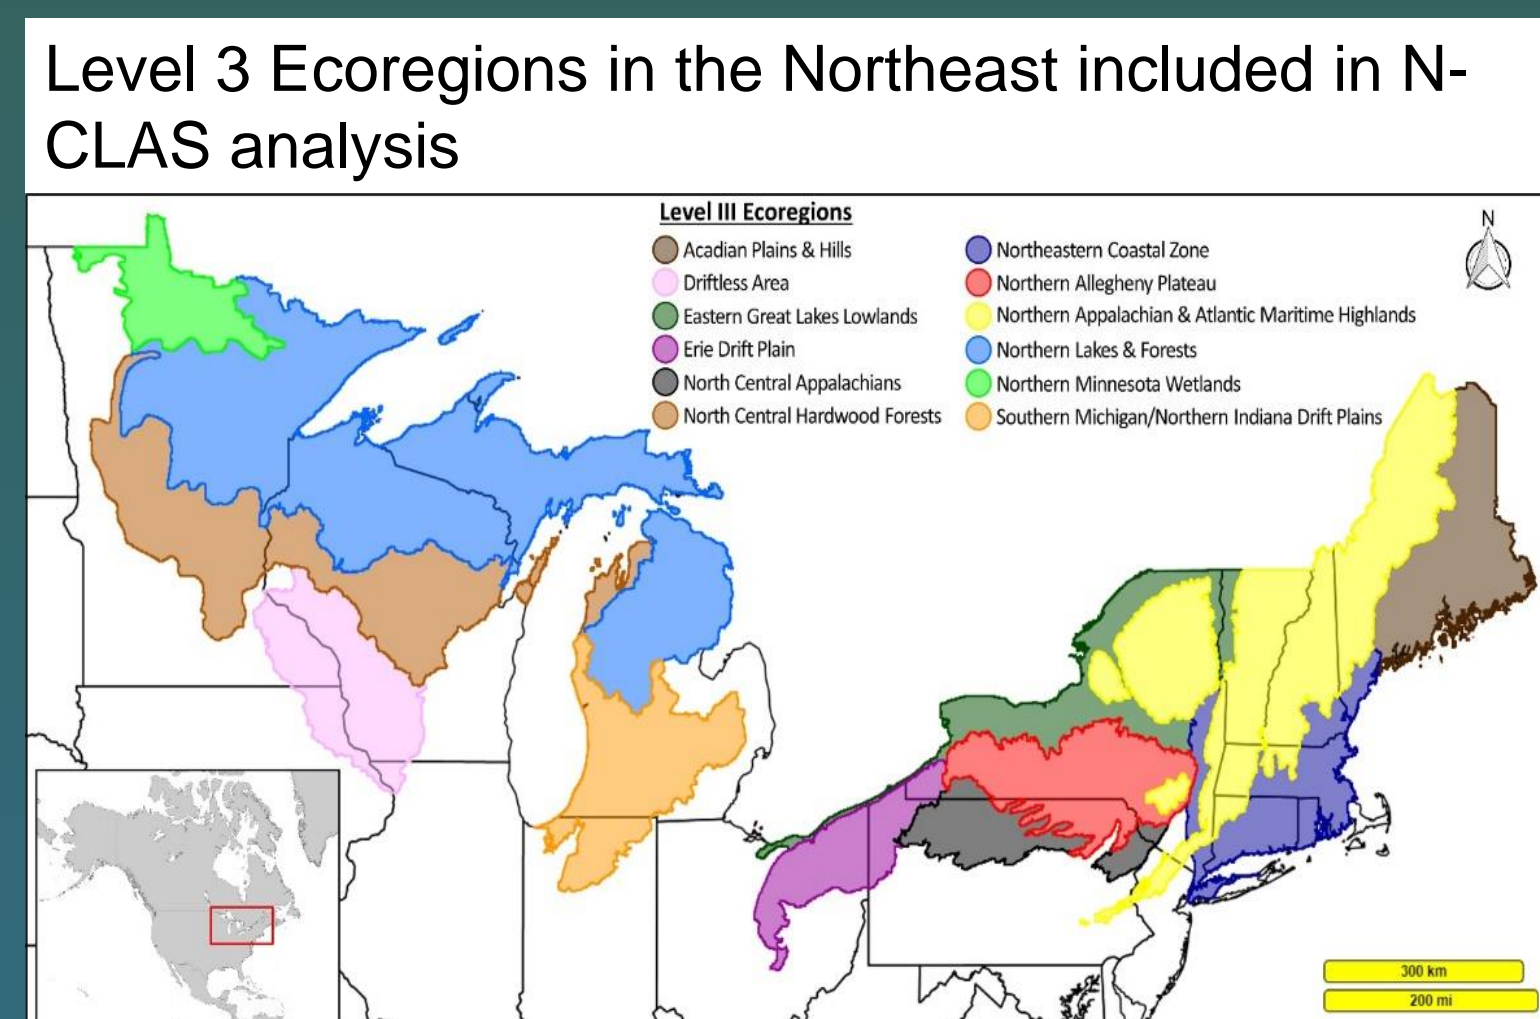 Level 3 Ecoregions in the Northeast included in N-
CLAS analysis
Level III Ecoregions
Acadian Plains & Hills
Driftless Area
Eastern Great Lakes Lowlands
Erie Drift Plain
North Central Appalachians
North Central Hardwood Forests
Northeastern Coastal Zone
Northern Allegheny Plateau
Northern Appalachian & Atlantic Maritime Highlands
Northern Lakes & Forests
Northern Minnesota Wetlands
Southern Michigan/Northern Indiana Drift Plains
N
300 km
200 mi